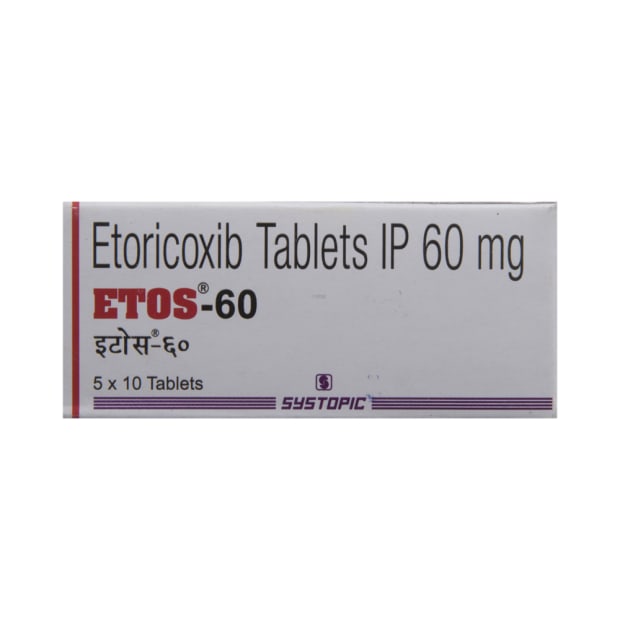 Etoricoxib Tablets IP 60 mg
ETOS®-60
इटोस®-६०
5 x 10 Tablets
SYSTOPIC